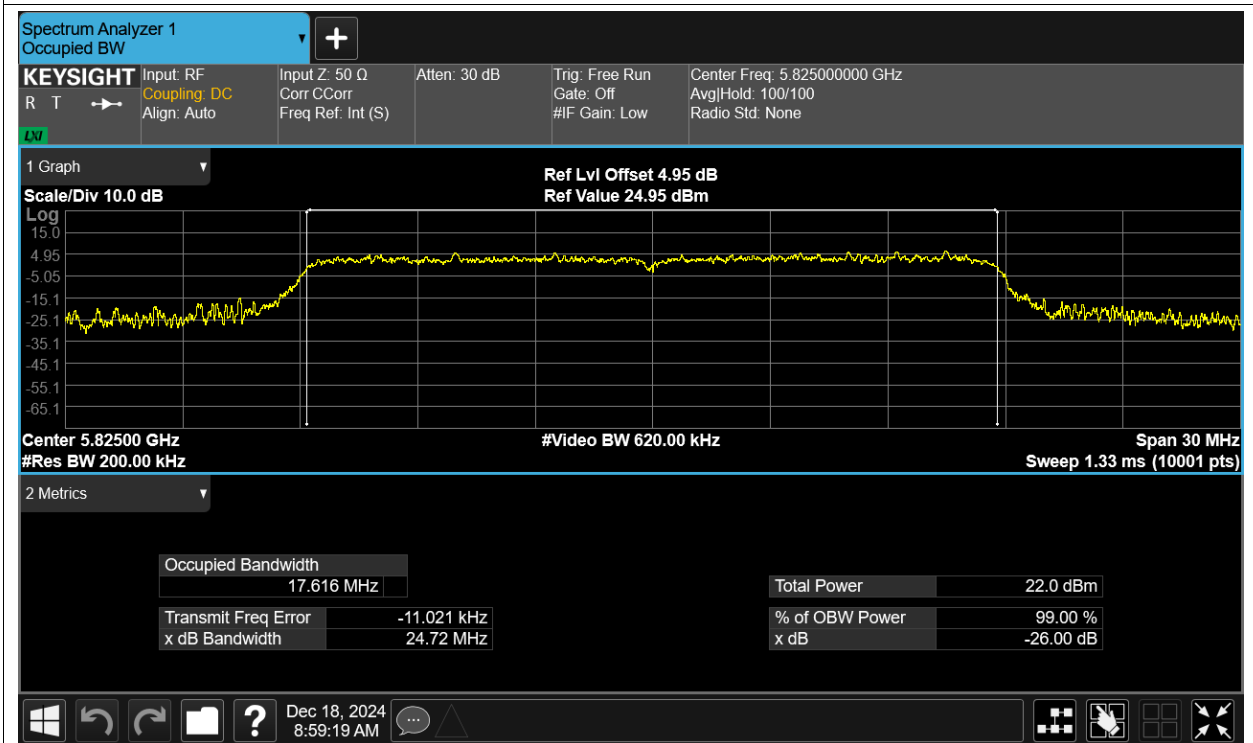 Spectrum Analyzer 1
Occupied BW
+
KEYSIGHT
R T
LXI
Input: RF
Coupling: DC
Align: Auto
Input Z: 50 Ω
Corr CCorr
Freq Ref: Int (S)
Atten: 30 dB
Trig: Free Run
Gate: Off
#IF Gain: Low
Center Freq: 5.825000000 GHz
Avg|Hold: 100/100
Radio Std: None
1 Graph
Scale/Div 10.0 dB
Ref Lvl Offset 4.95 dB
Ref Value 24.95 dBm
Log
15.0
4.95
-5.05
-15.1
-25.1
-35.1
-45.1
-55.1
-65.1
Center 5.82500 GHz
#Video BW 620.00 kHz
Span 30 MHz
#Res BW 200.00 kHz
Sweep 1.33 ms (10001 pts)
2 Metrics
Occupied Bandwidth
17.616 MHz
Total Power 22.0 dBm
Transmit Freq Error -11.021 kHz
% of OBW Power 99.00 %
x dB Bandwidth 24.72 MHz
x dB -26.00 dB
?
Dec 18, 2024
8:59:19 AM